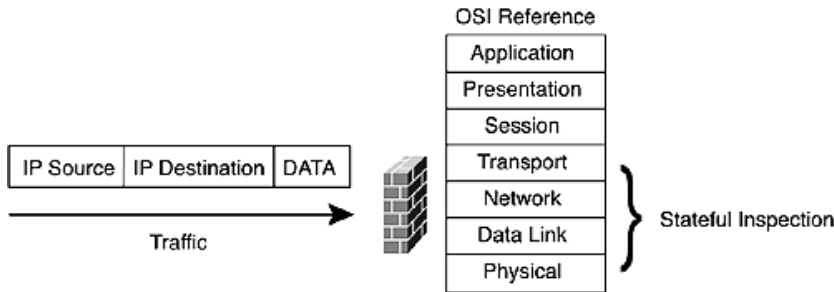 OSI Reference
Application
Presentation
Session
Transport
Network
Data Link
Physical
IP Source IP Destination DATA
Traffic
Stateful Inspection